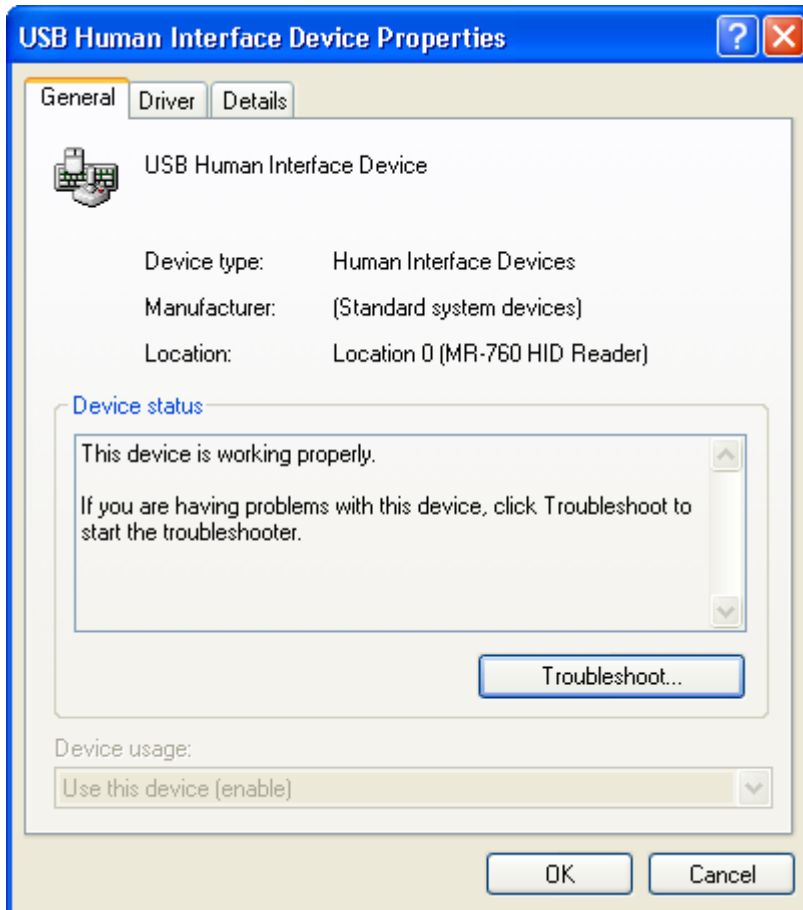 USB Human Interface Device Properties
General Driver Details
USB Human Interface Device
Device type: Human Interface Devices
Manufacturer: (Standard system devices)
Location: Location 0 (MR-760 HID Reader)
Device status
This device is working properly.
If you are having problems with this device, click Troubleshoot to
start the troubleshooter.
Troubleshoot...
Device usage:
Use this device (enable)
OK Cancel